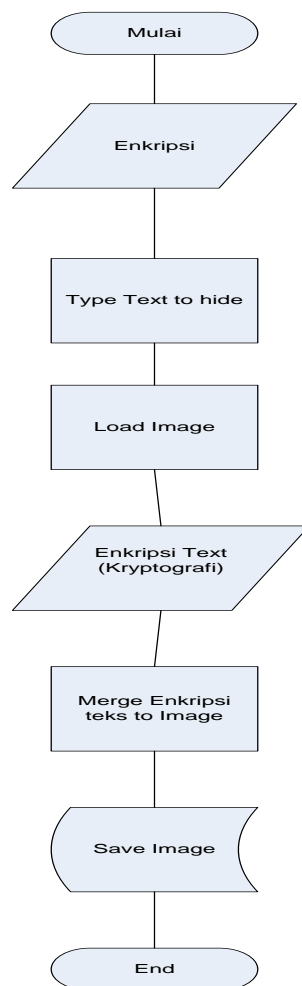 Mulai
Enkripsi
Type Text to hide
Load Image
Enkripsi Text
(Kryptografi)
Merge Enkripsi
teks to Image
Save Image
End